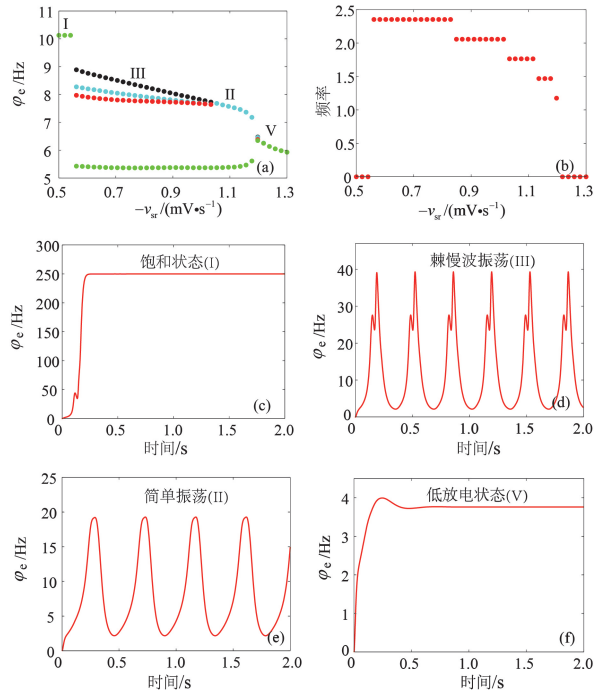 11
10
9
8
7
6
5
φe /Hz
I
III
II
V
(a)
0.5 0.7 0.9 1.1 1.3
−νsr/(mV•s⁻¹)
2.5
2.0
1.5
1.0
0.5
0
频率
(b)
0.5 0.7 0.9 1.1 1.3
−νsr/(mV•s⁻¹)
300
250
200
150
100
50
0
φe /Hz
饱和状态(I)
(c)
0 0.5 1.0 1.5 2.0
时间/s
50
40
30
20
10
0
φe /Hz
棘慢波振荡(III)
(d)
0 0.5 1.0 1.5 2.0
时间/s
25
20
15
10
5
0
φe /Hz
简单振荡(II)
(e)
0 0.5 1.0 1.5 2.0
时间/s
5
4
3
2
1
0
φe /Hz
低放电状态(V)
(f)
0 0.5 1.0 1.5 2.0
时间/s